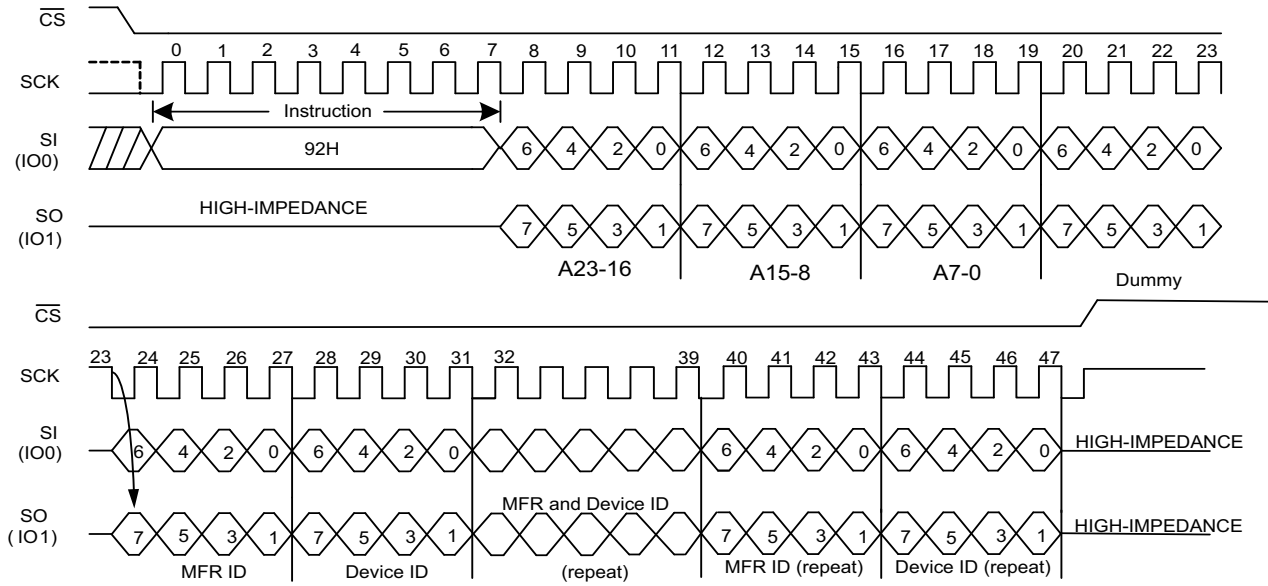 CS
0 1 2 3 4 5 6 7 8 9 10 11 12 13 14 15 16 17 18 19 20 21 22 23
SCK
Instruction
SI
(IO0)
92H 6 4 2 0 6 4 2 0 6 4 2 0 6 4 2 0
SO
(IO1)
HIGH-IMPEDANCE
7 5 3 1 7 5 3 1 7 5 3 1 7 5 3 1
A23-16 A15-8 A7-0
Dummy
CS
23 24 25 26 27 28 29 30 31 32 39 40 41 42 43 44 45 46 47
SCK
SI
(IO0)
6 4 2 0 6 4 2 0 6 4 2 0 6 4 2 0 HIGH-IMPEDANCE
MFR and Device ID
SO
(IO1)
7 5 3 1 7 5 3 1 7 5 3 1 7 5 3 1 HIGH-IMPEDANCE
MFR ID Device ID (repeat) MFR ID (repeat) Device ID (repeat)